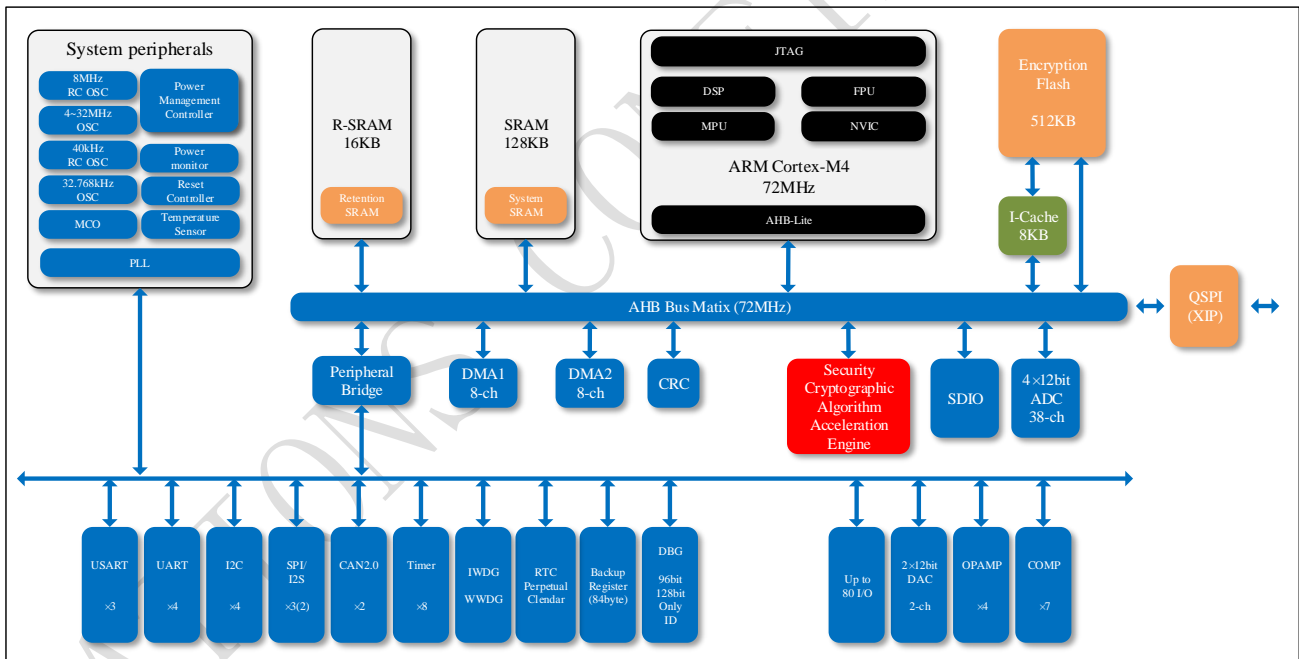 System peripherals
8MHz
RC OSC
Power
Management
Controller
4~32MHz
OSC
40kHz
RC OSC
Power
monitor
32.768kHz
OSC
Reset
Controller
MCO
Temperature
Sensor
PLL
R-SRAM
16KB
Retention
SRAM
SRAM
128KB
System
SRAM
JTAG
DSP
FPU
MPU
NVIC
ARM Cortex-M4
72MHz
AHB-Lite
Encryption
Flash
512KB
I-Cache
8KB
AHB Bus Matix (72MHz)
QSPI
(XIP)
Peripheral
Bridge
DMA1
8-ch
DMA2
8-ch
CRC
Security
Cryptographic
Algorithm
Acceleration
Engine
SDIO
4×12bit
ADC
38-ch
USART
×3
UART
×4
I2C
×4
SPI/
I2S
×3(2)
CAN2.0
×2
Timer
×8
IWDG
WWDG
RTC
Perpetual
Clendar
Backup
Register
(84byte)
DBG
96bit
128bit
Only
ID
Up to
80 I/O
2×12bit
DAC
2-ch
OPAMP
×4
COMP
×7